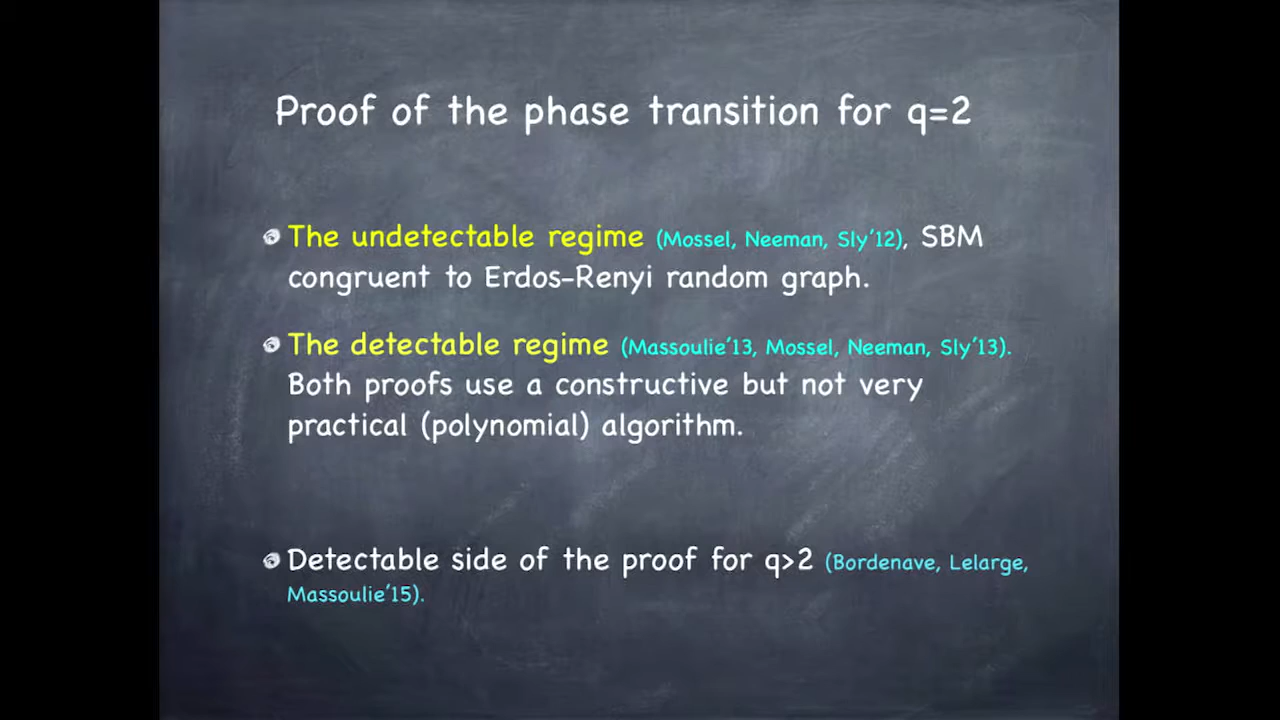 Proof of the phase transition for q=2
The undetectable regime (Mossel, Neeman, Sly'12), SBM
congruent to Erdos-Renyi random graph.
The detectable regime (Massoulie'13, Mossel, Neeman, Sly'13).
Both proofs use a constructive but not very
practical (polynomial) algorithm.
Detectable side of the proof for q>2 (Bordenave, Lelarge,
Massoulie'15).